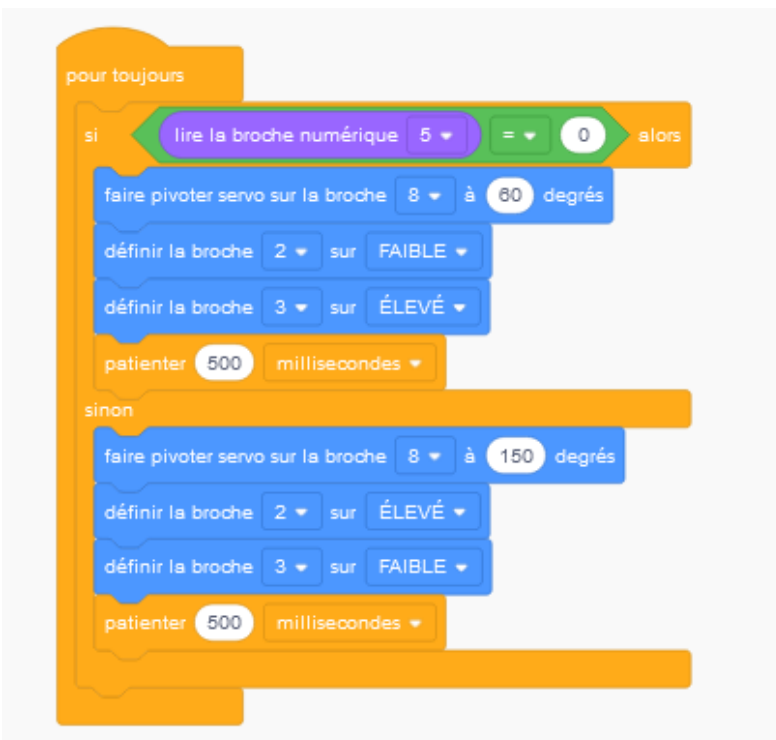 pour toujours
si lire la broche numérique 5 = 0 alors
faire pivoter servo sur la broche 8 à 60 degrés
définir la broche 2 sur FAIBLE
définir la broche 3 sur ÉLEVÉ
patienter 500 millisecondes
sinon
faire pivoter servo sur la broche 8 à 150 degrés
définir la broche 2 sur ÉLEVÉ
définir la broche 3 sur FAIBLE
patienter 500 millisecondes